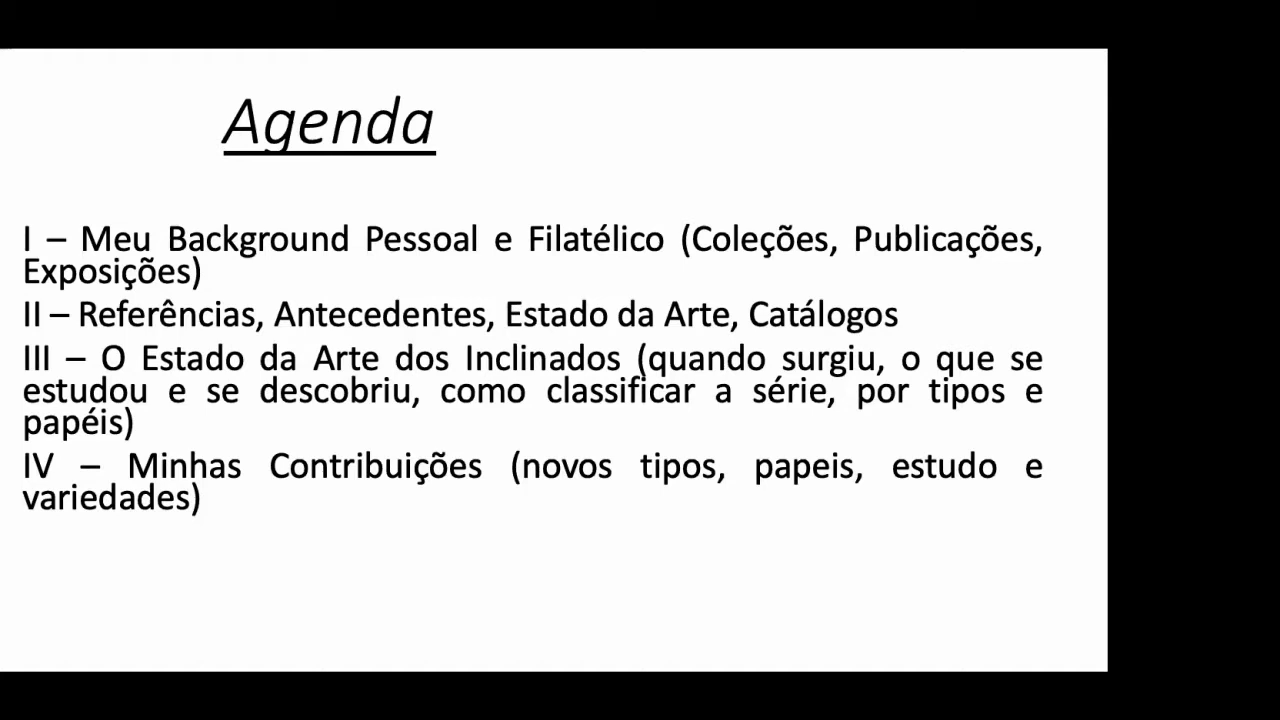 Agenda
I – Meu Background Pessoal e Filatélico (Coleções, Publicações,
Exposições)
II – Referências, Antecedentes, Estado da Arte, Catálogos
III – O Estado da Arte dos Inclinados (quando surgiu, o que se
estudou e se descobriu, como classificar a série, por tipos e
papéis)
IV – Minhas Contribuições (novos tipos, papeis, estudo e
variedades)